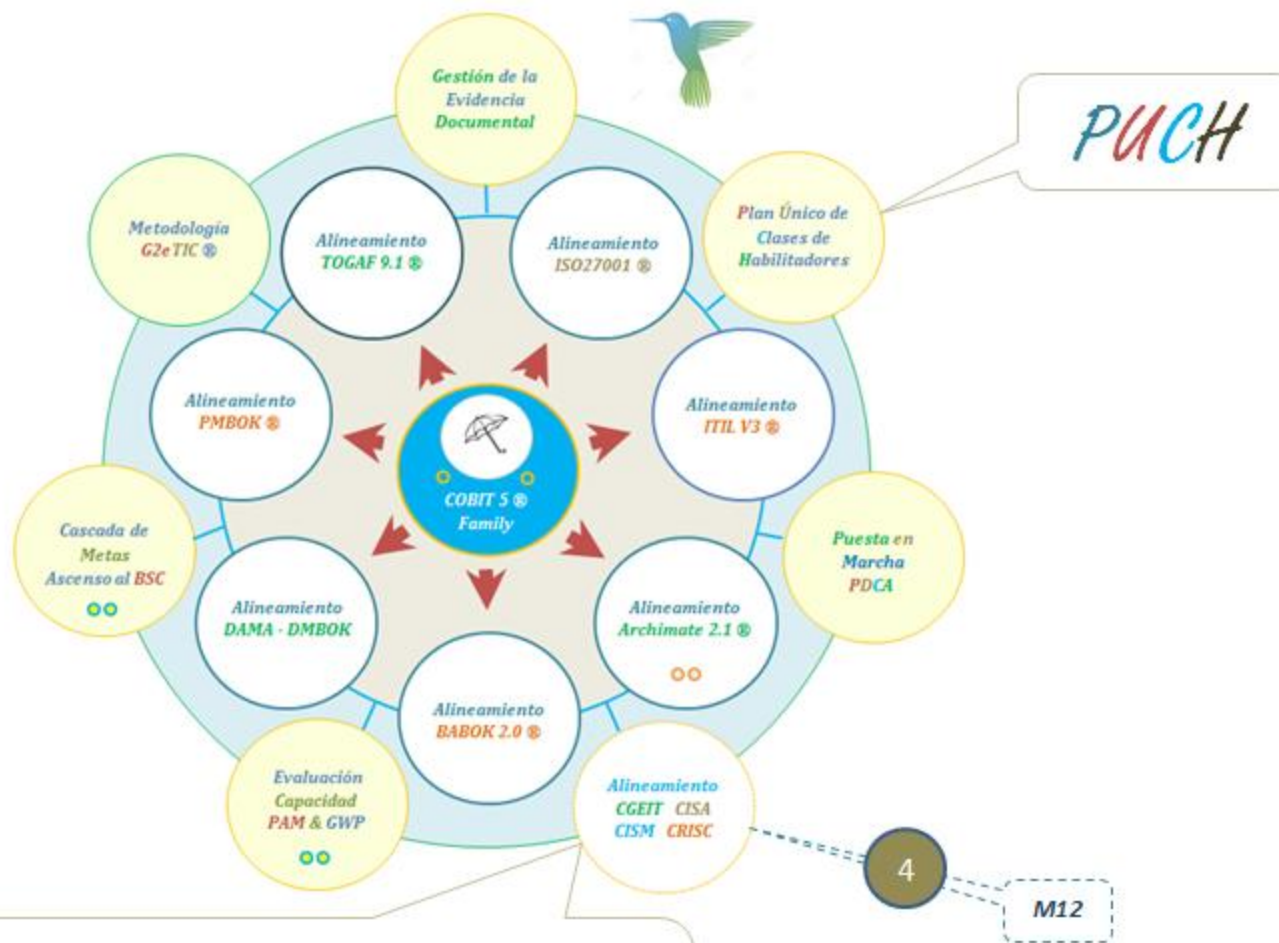 Gestión de la
Evidencia
Documental
PUCH
Metodología
G2eTIC ®
Alineamiento
TOGAF 9.1 ®
Alineamiento
ISO27001 ®
Plan Único de
Clases de
Habilitadores
Alineamiento
PMBOK ®
Alineamiento
ITIL V3 ®
COBIT 5 ®
Family
Cascada de
Metas
Ascenso al BSC
Puesta en
Marcha
PDCA
Alineamiento
DAMA - DMBOK
Alineamiento
Archimate 2.1 ®
Alineamiento
BABOK 2.0 ®
Evaluación
Capacidad
PAM & GWP
Alineamiento
CGEIT CISA
CISM CRISC
4
M12